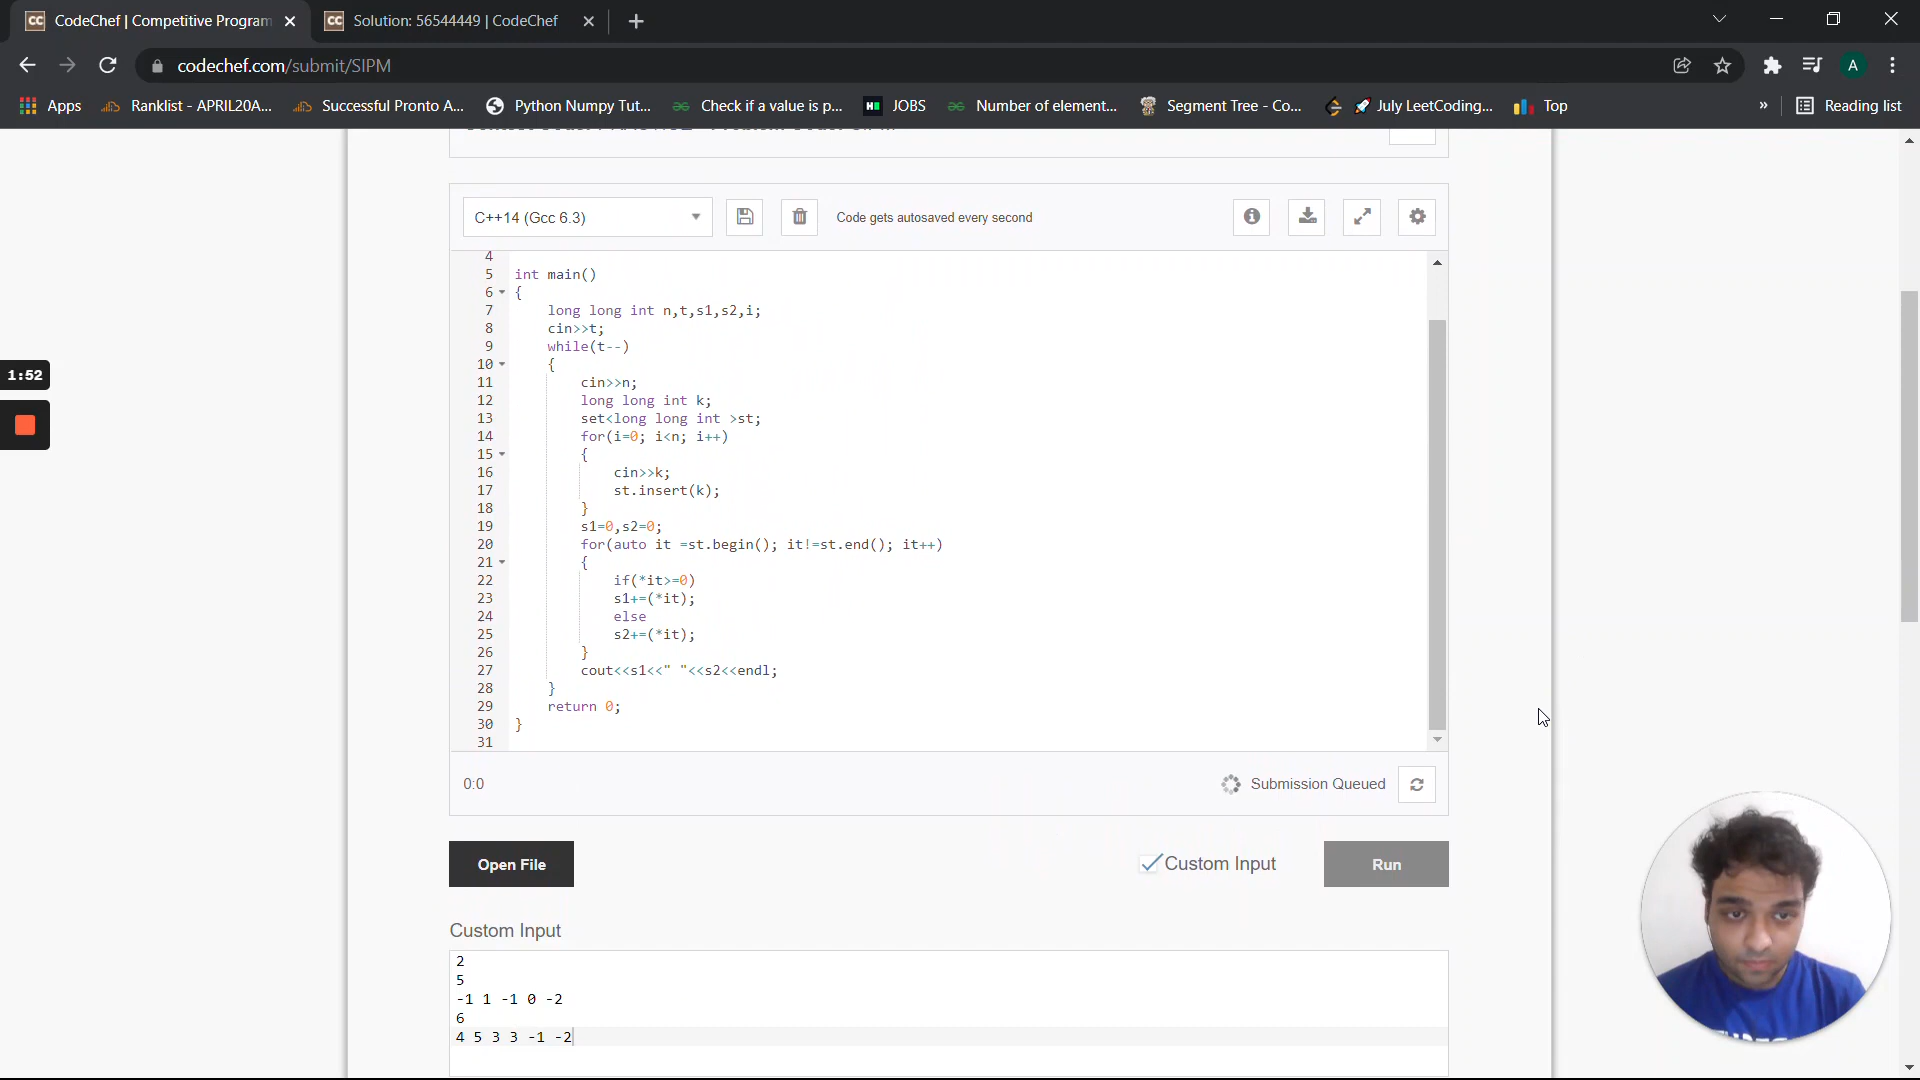 CodeChef | Competitive Program
Solution: 56544449 | CodeChef
codechef.com/submit/SIPM
A
Apps
Ranklist - APRIL20A...
Successful Pronto A...
Python Numpy Tut...
Check if a value is p...
JOBS
Number of element...
Segment Tree - Co...
July LeetCoding...
Top
»
Reading list
C++14 (Gcc 6.3)
Code gets autosaved every second
4
5 int main()
6 {
7 long long int n,t,s1,s2,i;
8 cin>>t;
9 while(t--)
10 {
11 cin>>n;
12 long long int k;
13 set<long long int >st;
14 for(i=0; i<n; i++)
15 {
16 cin>>k;
17 st.insert(k);
18 }
19 s1=0,s2=0;
20 for(auto it =st.begin(); it!=st.end(); it++)
21 {
22 if(*it>=0)
23 s1+=(*it);
24 else
25 s2+=(*it);
26 }
27 cout<<s1<<" "<<s2<<endl;
28 }
29 return 0;
30 }
31
1:52
0:0
Submission Queued
Open File
Custom Input
Run
Custom Input
2
5
-1 1 -1 0 -2
6
4 5 3 3 -1 -2